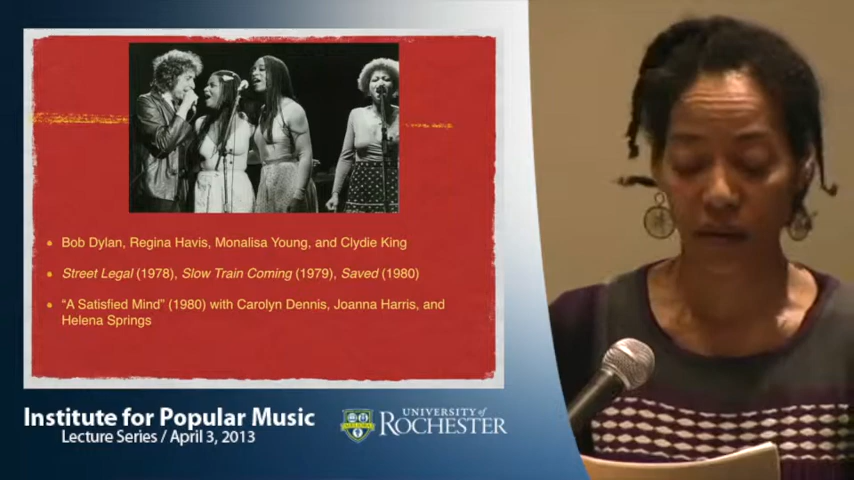 • Bob Dylan, Regina Havis, Monalisa Young, and Clydie King
• Street Legal (1978), Slow Train Coming (1979), Saved (1980)
• “A Satisfied Mind” (1980) with Carolyn Dennis, Joanna Harris, and
Helena Springs
Institute for Popular Music
Lecture Series / April 3, 2013
UNIVERSITY of
ROCHESTER